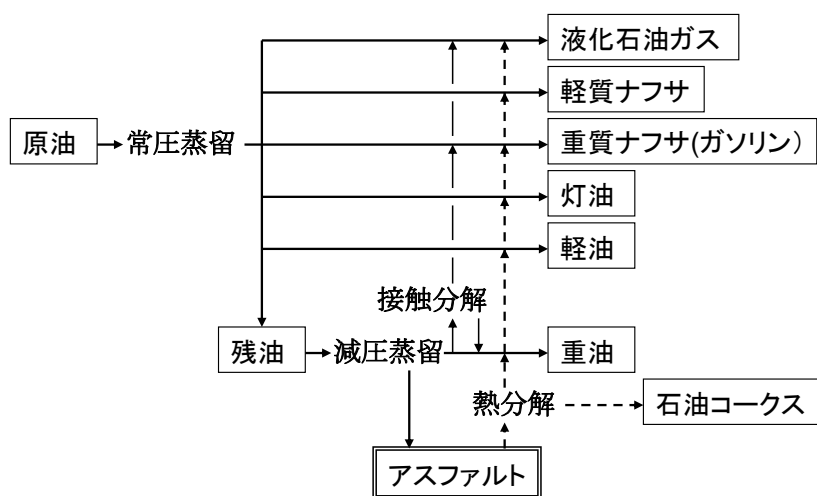 液化石油ガス
軽質ナフサ
原油
常圧蒸留
重質ナフサ(ガソリン）
灯油
軽油
接触分解
残油
減圧蒸留
重油
熱分解
石油コークス
アスファルト